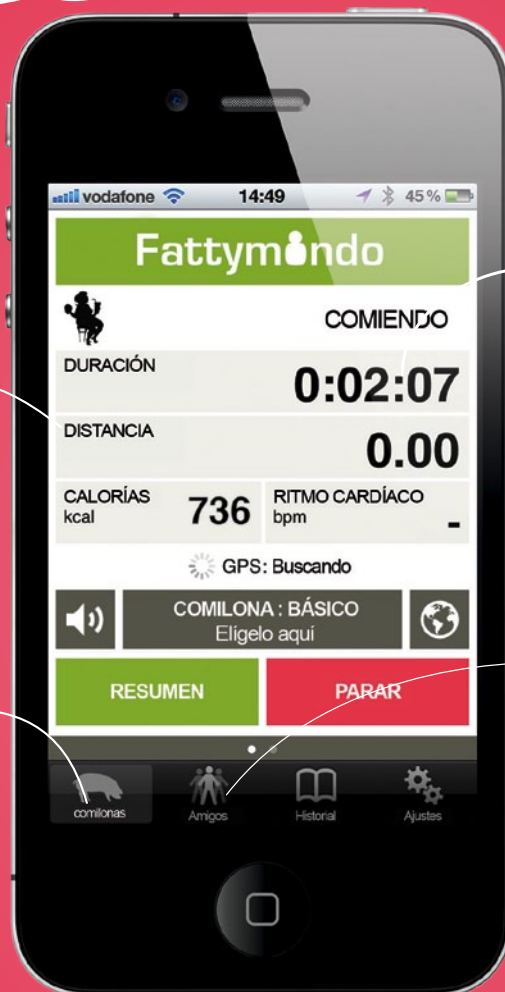 vodafone 14:49 45%
Fattymondo
COMIENDO
DURACIÓN
0:02:07
DISTANCIA
0.00
CALORÍAS
kcal
736
RITMO CARDÍACO
bpm
-
GPS: Buscando
COMILONA : BÁSICO
Elígelo aquí
RESUMEN
PARAR
comilonas
Amigos
Historial
Ajustes